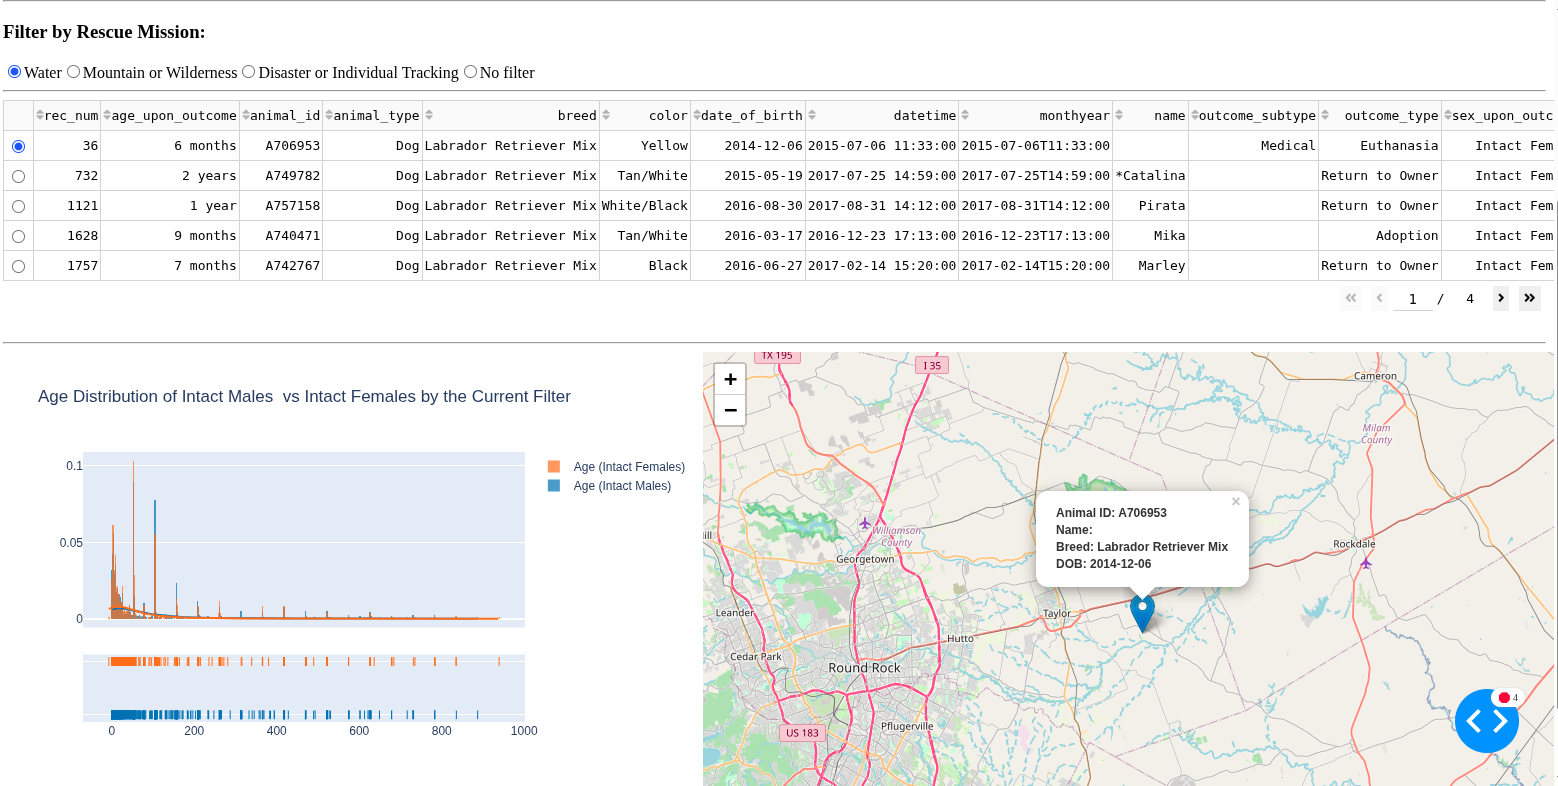 Filter by Rescue Mission:
Water Mountain or Wilderness Disaster or Individual Tracking No filter
rec_num age_upon_outcome animal_id animal_type breed color date_of_birth datetime monthyear name outcome_subtype outcome_type sex_upon_outc
36 6 months A706953 Dog Labrador Retriever Mix Yellow 2014-12-06 2015-07-06 11:33:00 2015-07-06T11:33:00 Medical Euthanasia Intact Fem
732 2 years A749782 Dog Labrador Retriever Mix Tan/White 2015-05-19 2017-07-25 14:59:00 2017-07-25T14:59:00 *Catalina Return to Owner Intact Fem
1121 1 year A757158 Dog Labrador Retriever Mix White/Black 2016-08-30 2017-08-31 14:12:00 2017-08-31T14:12:00 Pirata Return to Owner Intact Fem
1628 9 months A740471 Dog Labrador Retriever Mix Tan/White 2016-03-17 2016-12-23 17:13:00 2016-12-23T17:13:00 Mika Adoption Intact Fem
1757 7 months A742767 Dog Labrador Retriever Mix Black 2016-06-27 2017-02-14 15:20:00 2017-02-14T15:20:00 Marley Return to Owner Intact Fem
1 / 4
Age Distribution of Intact Males vs Intact Females by the Current Filter
0.1
0.05
0
Age (Intact Females)
Age (Intact Males)
0 200 400 600 800 1000
+
−
TX 195
I 35
Cameron
Milam
County
×
Animal ID: A706953
Name:
Breed: Labrador Retriever Mix
DOB: 2014-12-06
Williamson
County
ill
Georgetown
Rockdale
Leander
Taylor
Hutto
Cedar Park
Round Rock
Pflugerville
US 183
4